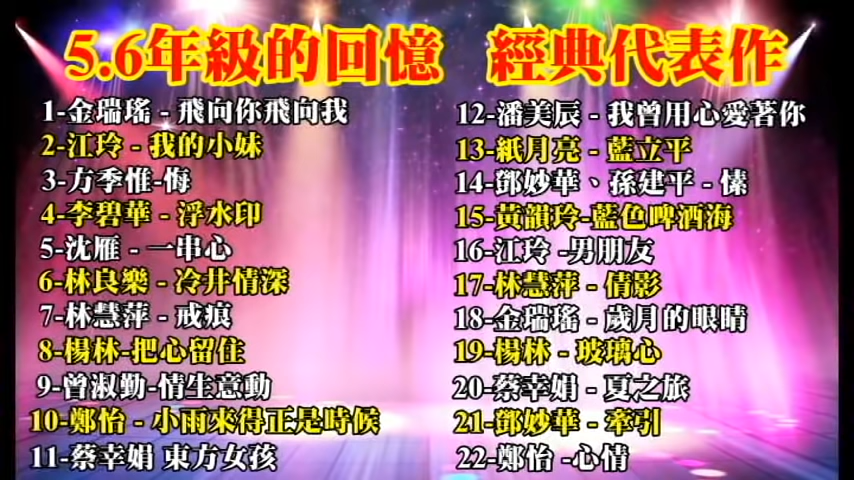 5.6年級的回憶 經典代表作
1-金瑞瑤 - 飛向你飛向我
2-江玲 - 我的小妹
3-方季惟-悔
4-李碧華 - 浮水印
5-沈雁 - 一串心
6-林良樂 - 冷井情深
7-林慧萍 - 戒痕
8-楊林-把心留住
9-曾淑勤-情生意動
10-鄭怡 - 小雨來得正是時候
11-蔡幸娟 東方女孩
12-潘美辰 - 我曾用心愛著你
13-紙月亮 - 藍立平
14-鄧妙華、孫建平 - 愫
15-黃韻玲-藍色啤酒海
16-江玲 -男朋友
17-林慧萍 - 倩影
18-金瑞瑤 - 歲月的眼睛
19-楊林 - 玻璃心
20-蔡幸娟 - 夏之旅
21-鄧妙華 - 牽引
22-鄭怡 -心情